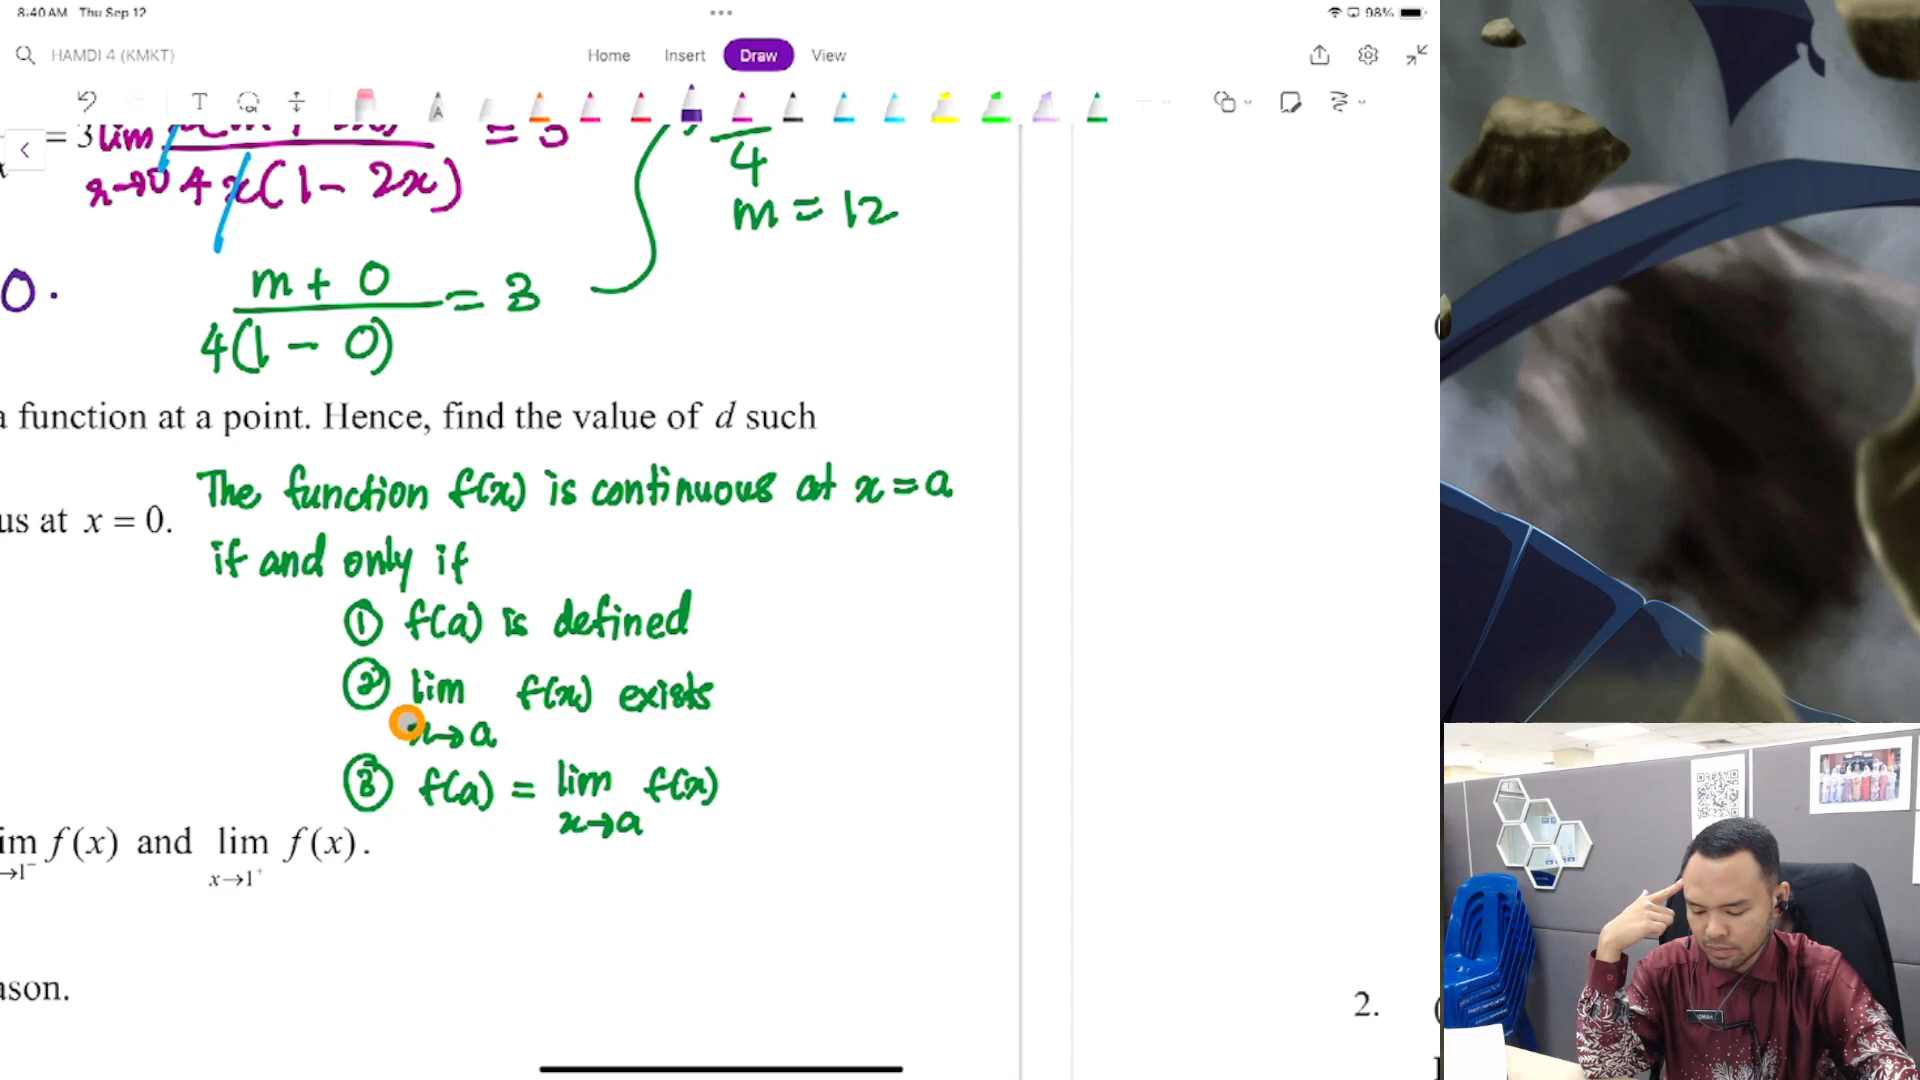 8:40 AM Thu Sep 12
98%
HAMDI 4 (KMKT)
Home Insert Draw View
= 3
lim = 3
x→0 4x(1 - 2x)
4
m = 12
0.
m + 0 = 3
4(1 - 0)
a function at a point. Hence, find the value of d such
The function f(x) is continuous at x = a
us at x = 0.
if and only if
① f(a) is defined
② lim f(x) exists
x→a
③ f(a) = lim f(x)
x→a
im f(x) and lim f(x).
→1⁻ x→1⁺
ason.
2.